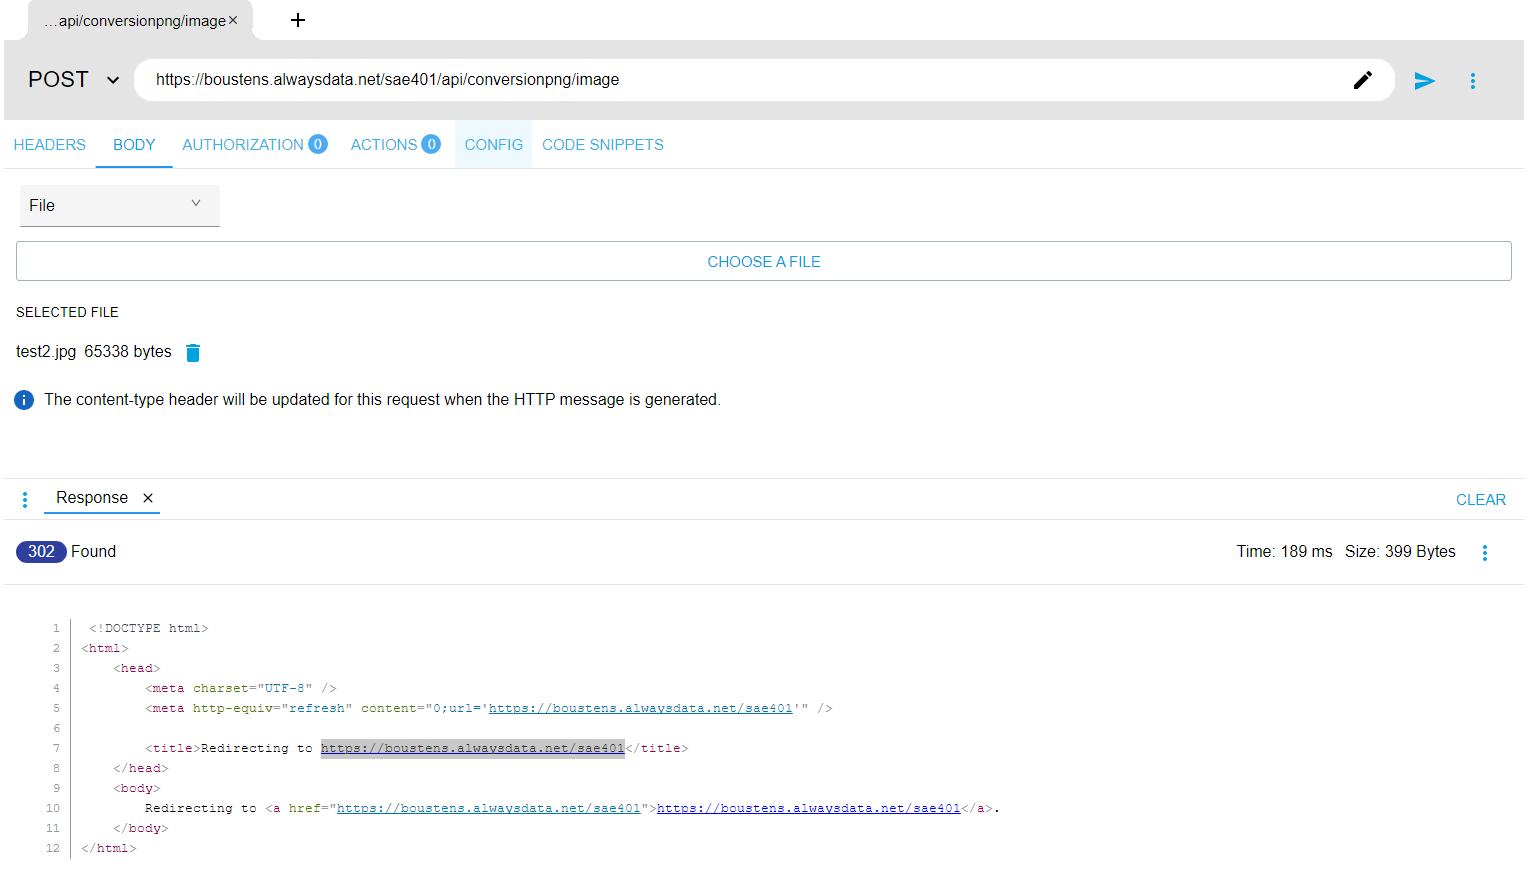 ...api/conversionpng/image × +
POST https://boustens.alwaysdata.net/sae401/api/conversionpng/image
HEADERS BODY AUTHORIZATION 0 ACTIONS 0 CONFIG CODE SNIPPETS
File
CHOOSE A FILE
SELECTED FILE
test2.jpg 65338 bytes
The content-type header will be updated for this request when the HTTP message is generated.
Response × CLEAR
302 Found Time: 189 ms Size: 399 Bytes
1 <!DOCTYPE html>
2 <html>
3 <head>
4 <meta charset="UTF-8" />
5 <meta http-equiv="refresh" content="0;url='https://boustens.alwaysdata.net/sae401'" />
6
7 <title>Redirecting to https://boustens.alwaysdata.net/sae401</title>
8 </head>
9 <body>
10 Redirecting to <a href="https://boustens.alwaysdata.net/sae401">https://boustens.alwaysdata.net/sae401</a>.
11 </body>
12 </html>